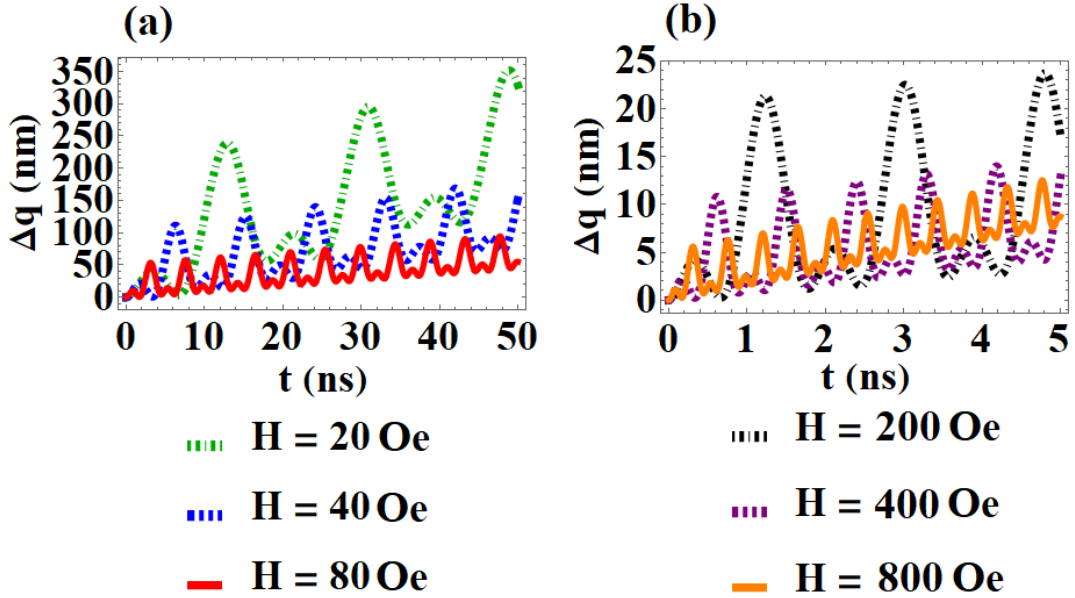 (a)
Δq (nm)
350
300
250
200
150
100
50
0
0 10 20 30 40 50
t (ns)
H = 20 Oe
H = 40 Oe
H = 80 Oe
(b)
Δq (nm)
25
20
15
10
5
0
0 1 2 3 4 5
t (ns)
H = 200 Oe
H = 400 Oe
H = 800 Oe